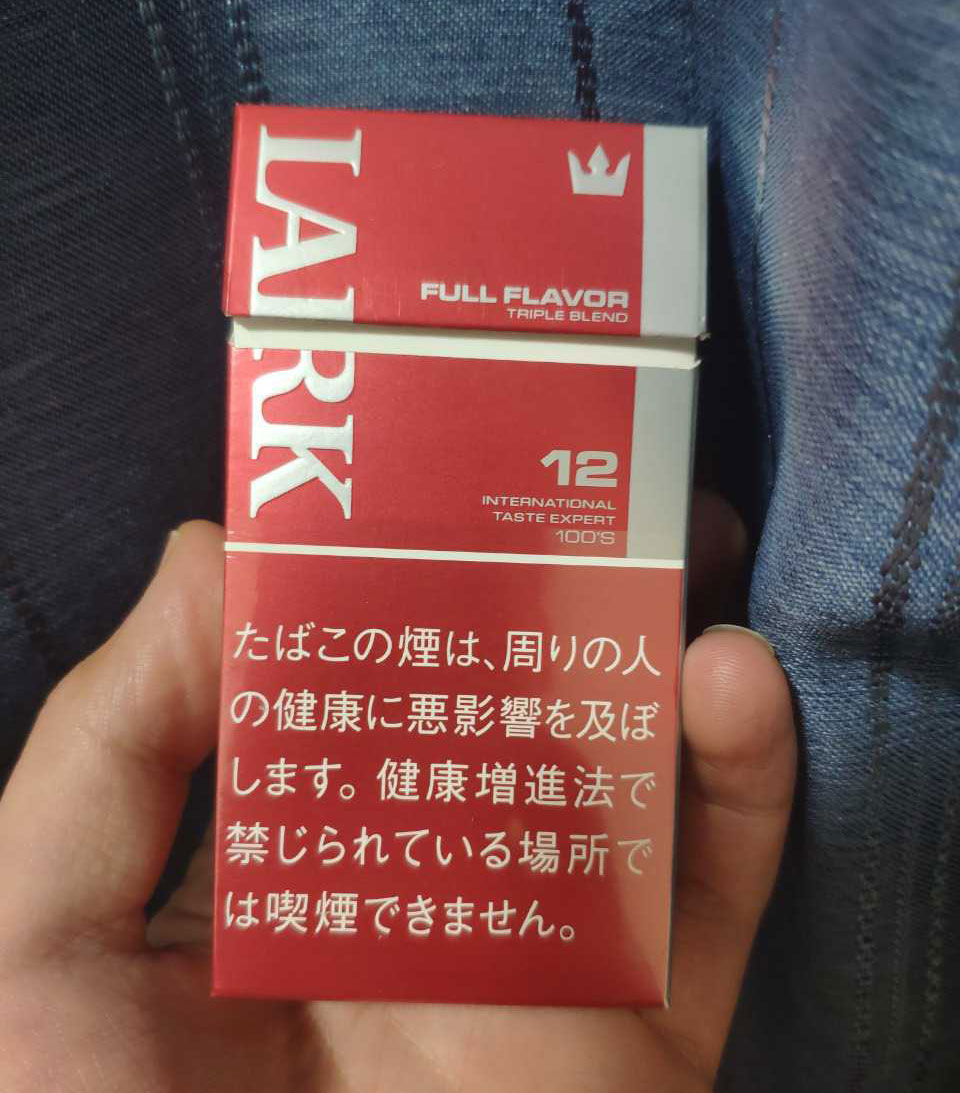 LARK
FULL FLAVOR
TRIPLE BLEND
12
INTERNATIONAL
TASTE EXPERT
100'S
たばこの煙は、周りの人
の健康に悪影響を及ぼ
します。健康増進法で
禁じられている場所で
は喫煙できません。